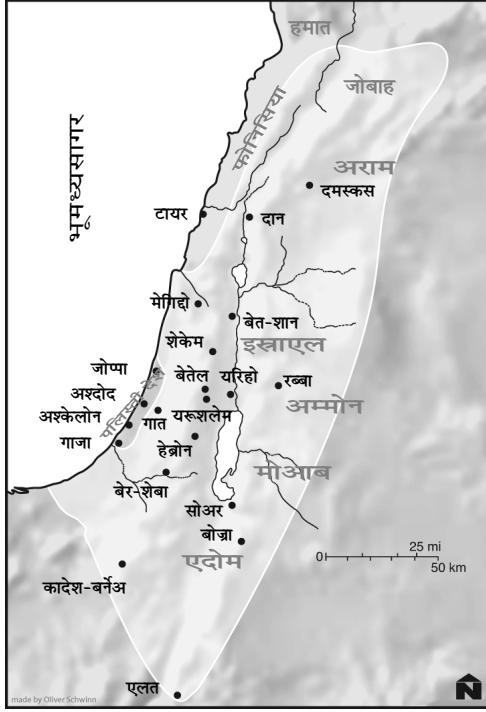 हमात
जोबाह
फोनिसिया
अराम
दमस्कस
भूमध्यसागर
टायर
दान
मेगिद्दो
बेत-शान
शेकेम
इस्राएल
जोप्पा
बेतेल
यरिहो
रब्बा
अश्दोद
पलिश्ती
अम्मोन
अश्केलोन
गात
यरूशलेम
गाजा
हेब्रोन
मोआब
बेर-शेबा
सोअर
बोज्रा
एदोम
0
25 mi
50 km
कादेश-बर्नेअ
एलत
made by Oliver Schwinn
N